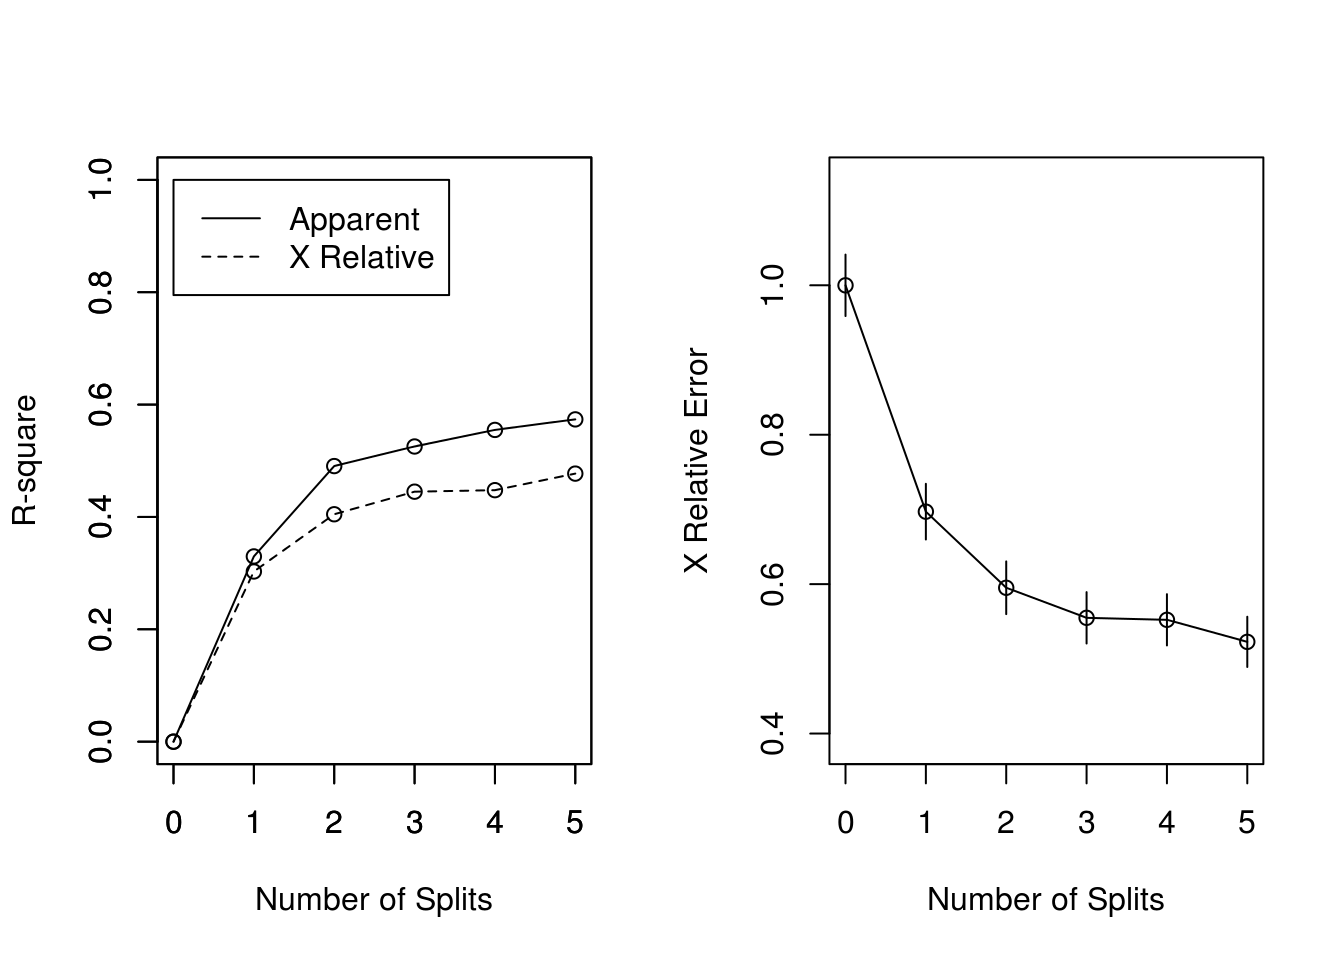 R-square
1.0
0.8
0.6
0.4
0.2
0.0
Apparent
X Relative
0 1 2 3 4 5
Number of Splits
X Relative Error
1.0
0.8
0.6
0.4
0 1 2 3 4 5
Number of Splits